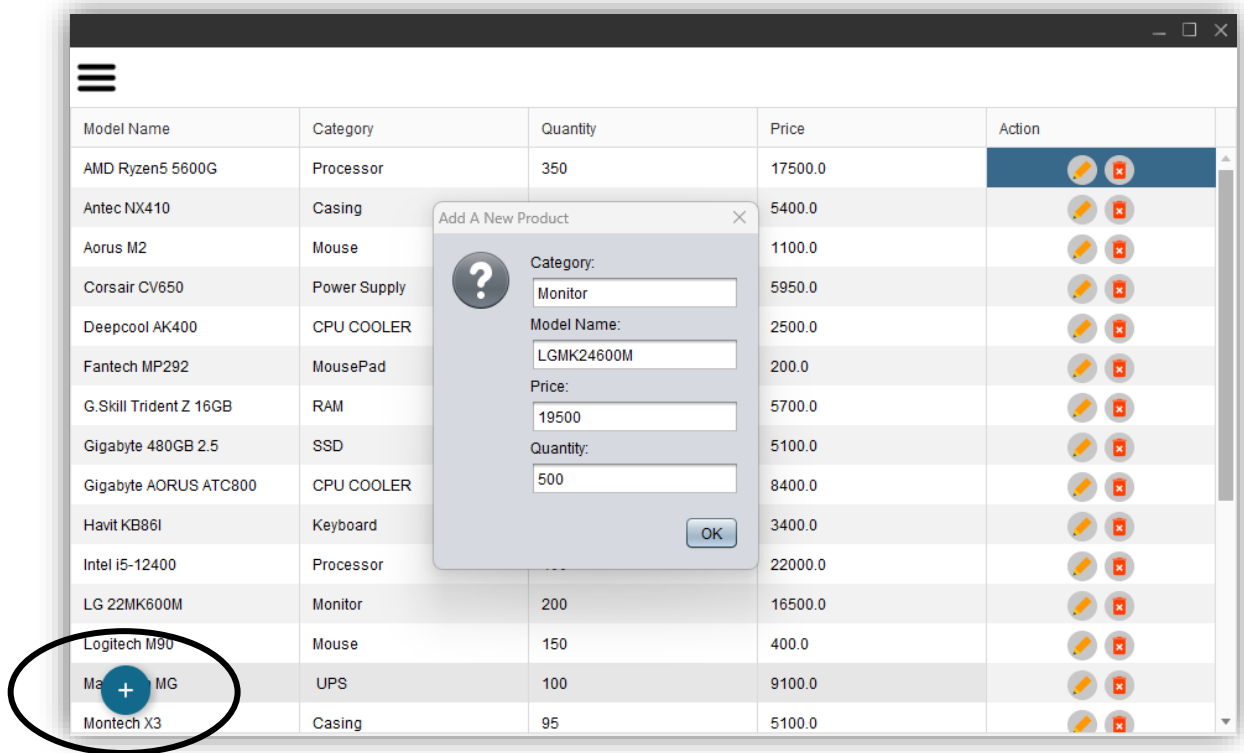 Model Name Category Quantity Price Action
AMD Ryzen5 5600G Processor 350 17500.0
Antec NX410 Casing 5400.0
Aorus M2 Mouse 1100.0
Corsair CV650 Power Supply 5950.0
Deepcool AK400 CPU COOLER 2500.0
Fantech MP292 MousePad 200.0
G.Skill Trident Z 16GB RAM 5700.0
Gigabyte 480GB 2.5 SSD 5100.0
Gigabyte AORUS ATC800 CPU COOLER 8400.0
Havit KB86I Keyboard 3400.0
Intel i5-12400 Processor 22000.0
LG 22MK600M Monitor 200 16500.0
Logitech M90 Mouse 150 400.0
MG UPS 100 9100.0
Montech X3 Casing 95 5100.0
Add A New Product
?
Category:
Monitor
Model Name:
LGMK24600M
Price:
19500
Quantity:
500
OK
+